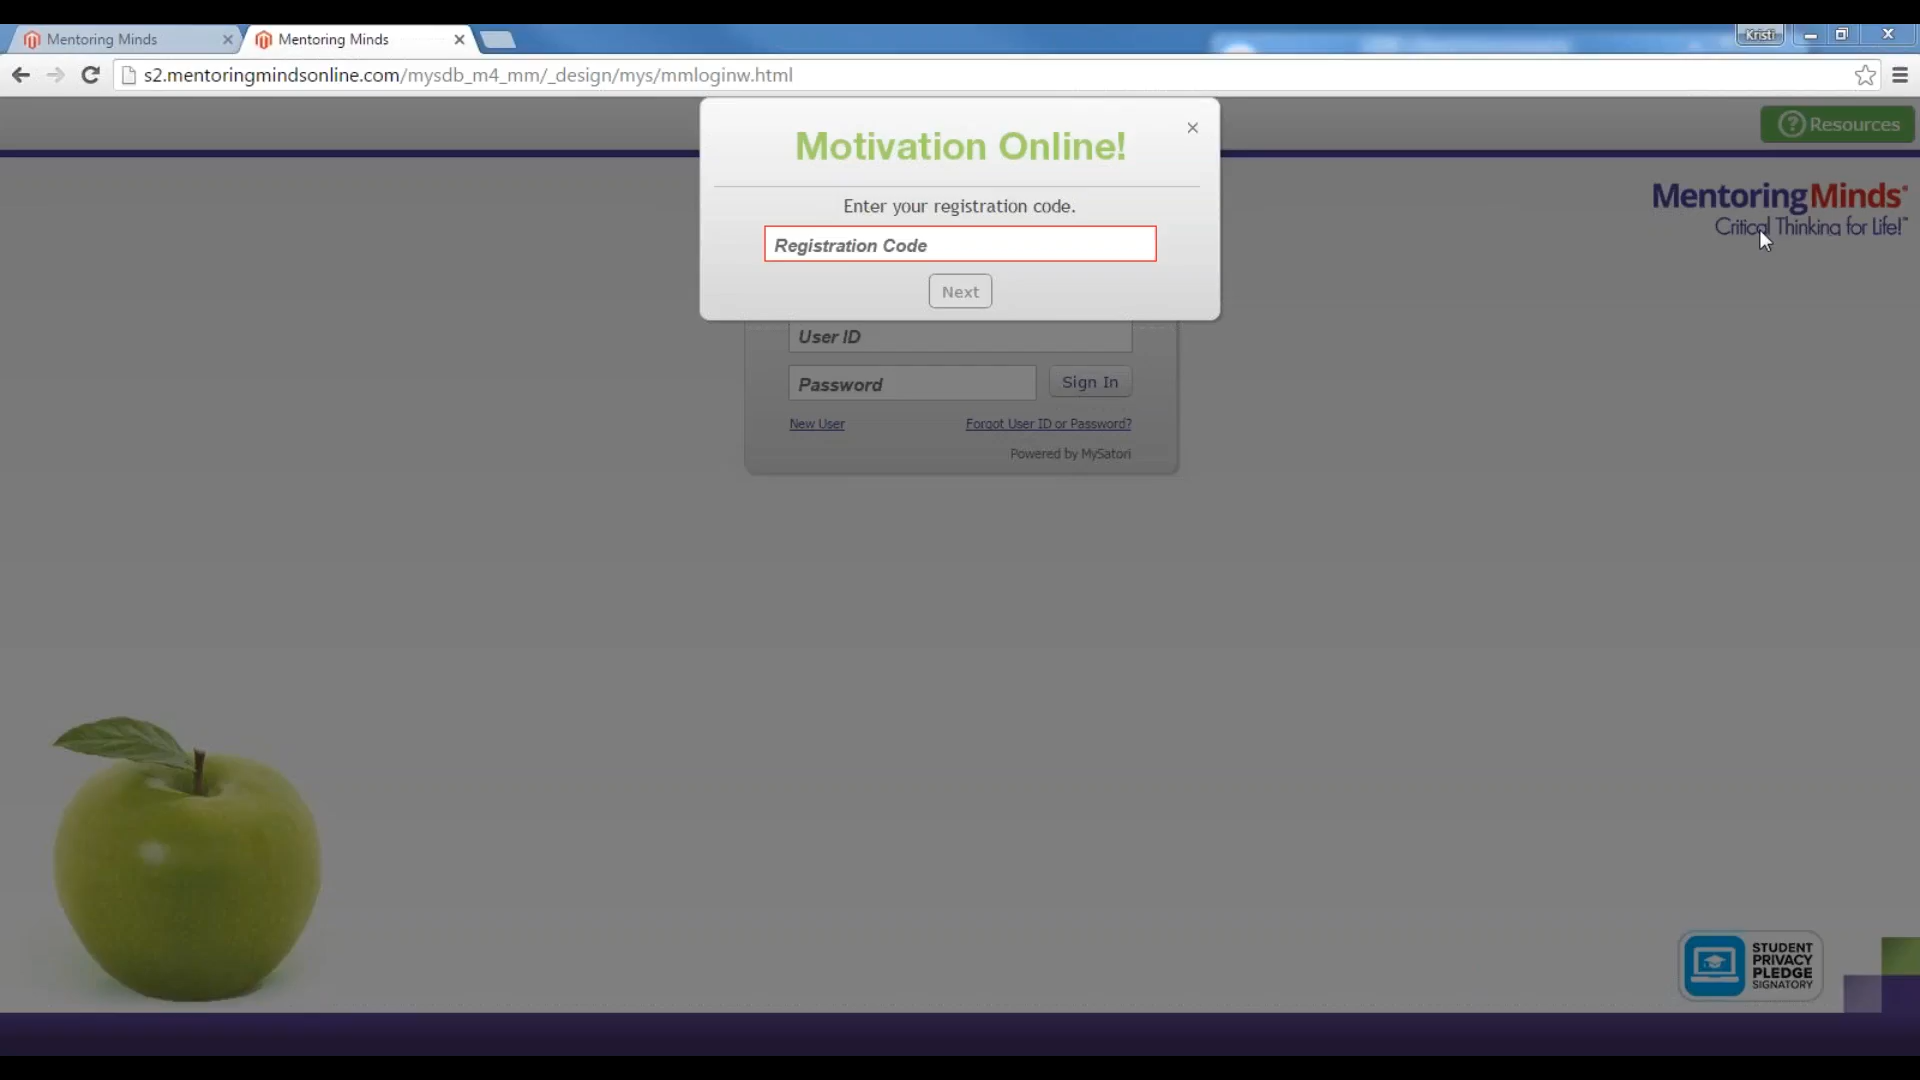 Mentoring Minds
Mentoring Minds
Kristi
s2.mentoringmindsonline.com/mysdb_m4_mm/_design/mys/mmloginw.html
Motivation Online!
Resources
Enter your registration code.
MentoringMinds®
Critical Thinking for Life!™
Registration Code
Next
User ID
Password
Sign In
New User
Forgot User ID or Password?
Powered by MySatori
STUDENT
PRIVACY
PLEDGE
SIGNATORY